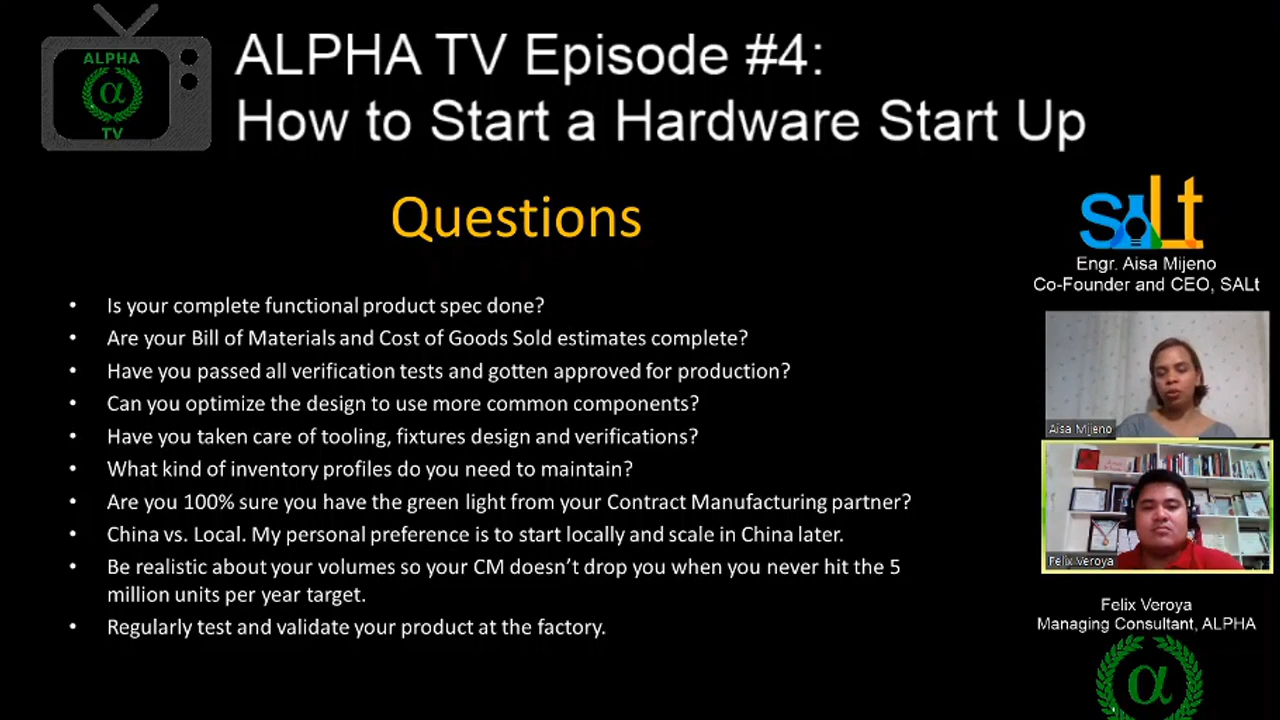 ALPHA
α
TV
ALPHA TV Episode #4:
How to Start a Hardware Start Up
Questions
• Is your complete functional product spec done?
• Are your Bill of Materials and Cost of Goods Sold estimates complete?
• Have you passed all verification tests and gotten approved for production?
• Can you optimize the design to use more common components?
• Have you taken care of tooling, fixtures design and verifications?
• What kind of inventory profiles do you need to maintain?
• Are you 100% sure you have the green light from your Contract Manufacturing partner?
• China vs. Local. My personal preference is to start locally and scale in China later.
• Be realistic about your volumes so your CM doesn’t drop you when you never hit the 5
million units per year target.
• Regularly test and validate your product at the factory.
SALt
Engr. Aisa Mijeno
Co-Founder and CEO, SALt
Aisa Mijeno
Felix Veroya
Felix Veroya
Managing Consultant, ALPHA
α